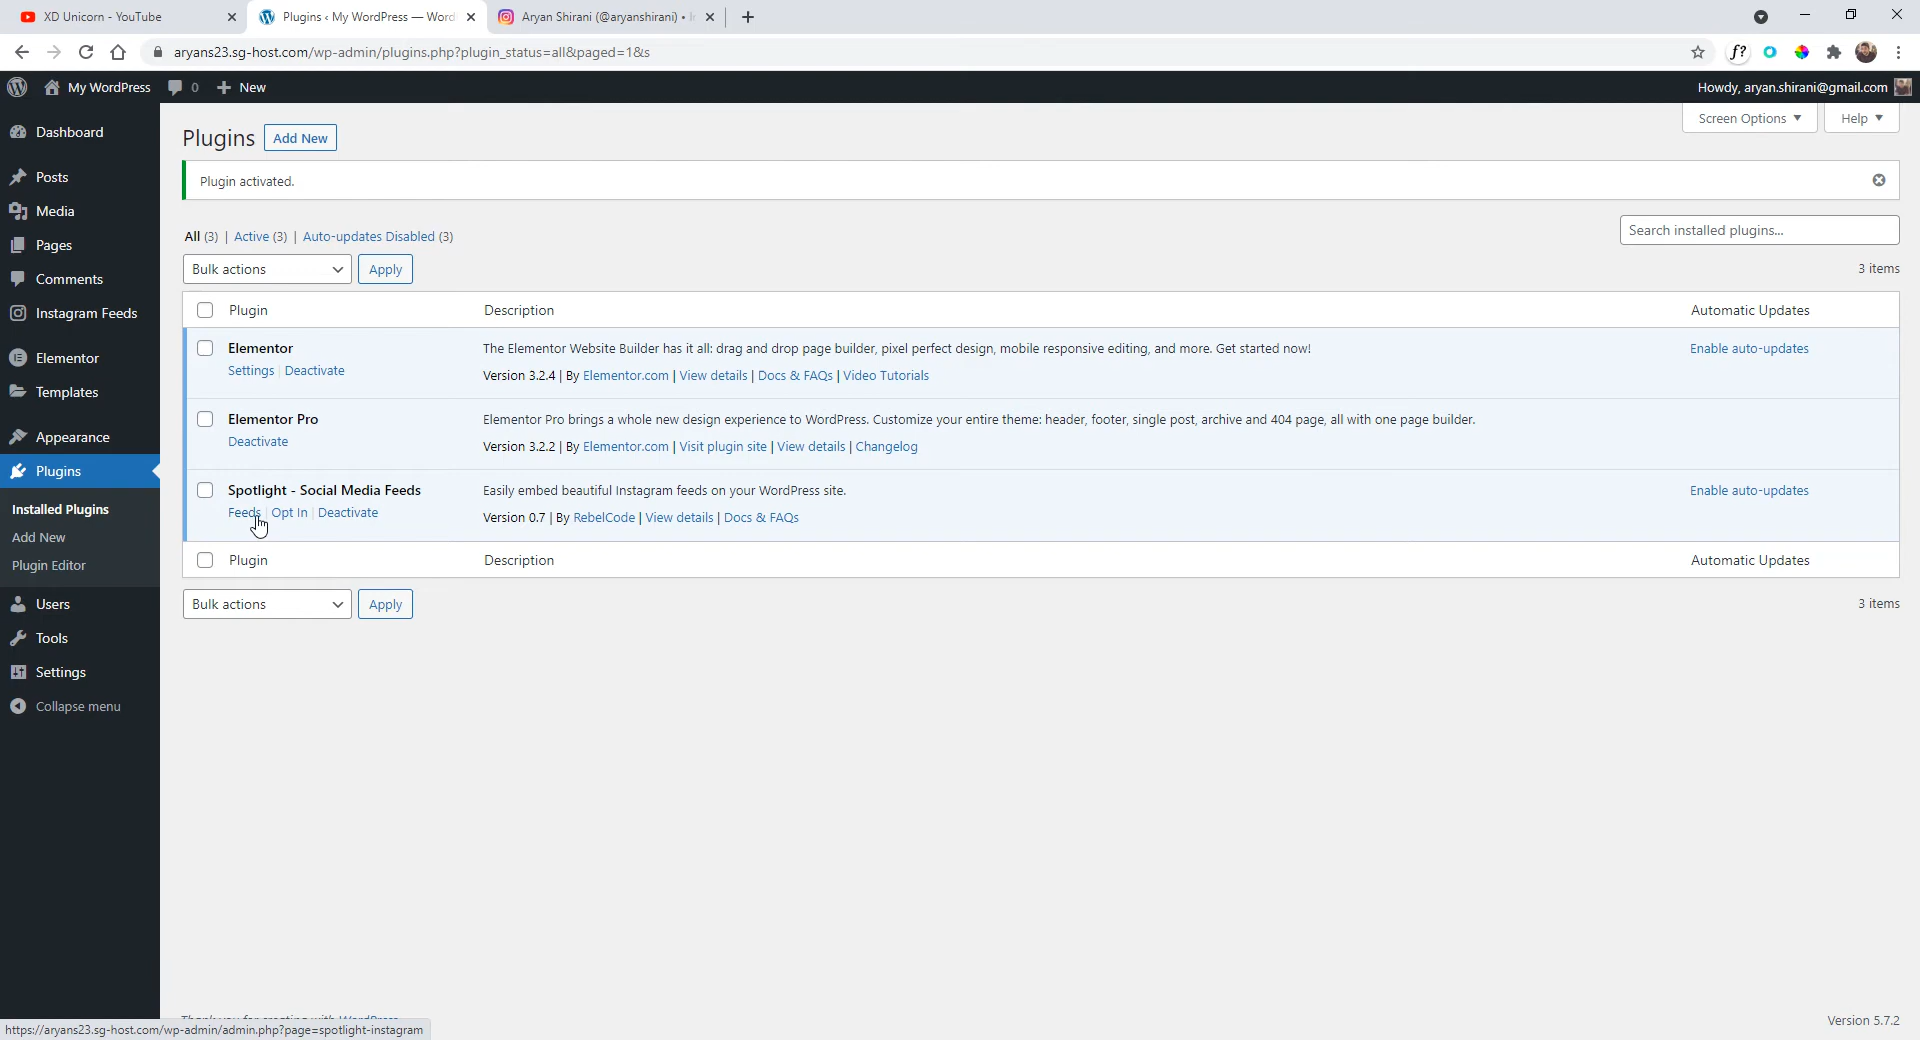 XD Unicorn - YouTube
Plugins ‹ My WordPress — Word
Aryan Shirani (@aryanshirani) •
aryans23.sg-host.com/wp-admin/plugins.php?plugin_status=all&paged=1&s
f?
My WordPress 0 New
Howdy, aryan.shirani@gmail.com
Screen Options Help
Dashboard
Posts
Media
Pages
Comments
Instagram Feeds
Elementor
Templates
Appearance
Plugins
Installed Plugins
Add New
Plugin Editor
Users
Tools
Settings
Collapse menu
Plugins Add New
Plugin activated.
All (3) | Active (3) | Auto-updates Disabled (3)
Search installed plugins...
Bulk actions Apply
3 items
Plugin Description Automatic Updates
Elementor The Elementor Website Builder has it all: drag and drop page builder, pixel perfect design, mobile responsive editing, and more. Get started now! Enable auto-updates
Settings | Deactivate Version 3.2.4 | By Elementor.com | View details | Docs & FAQs | Video Tutorials
Elementor Pro Elementor Pro brings a whole new design experience to WordPress. Customize your entire theme: header, footer, single post, archive and 404 page, all with one page builder.
Deactivate Version 3.2.2 | By Elementor.com | Visit plugin site | View details | Changelog
Spotlight - Social Media Feeds Easily embed beautiful Instagram feeds on your WordPress site. Enable auto-updates
Feeds | Opt In | Deactivate Version 0.7 | By RebelCode | View details | Docs & FAQs
Plugin Description Automatic Updates
Bulk actions Apply
3 items
Thank you for creating with WordPress.
Version 5.7.2
https://aryans23.sg-host.com/wp-admin/admin.php?page=spotlight-instagram